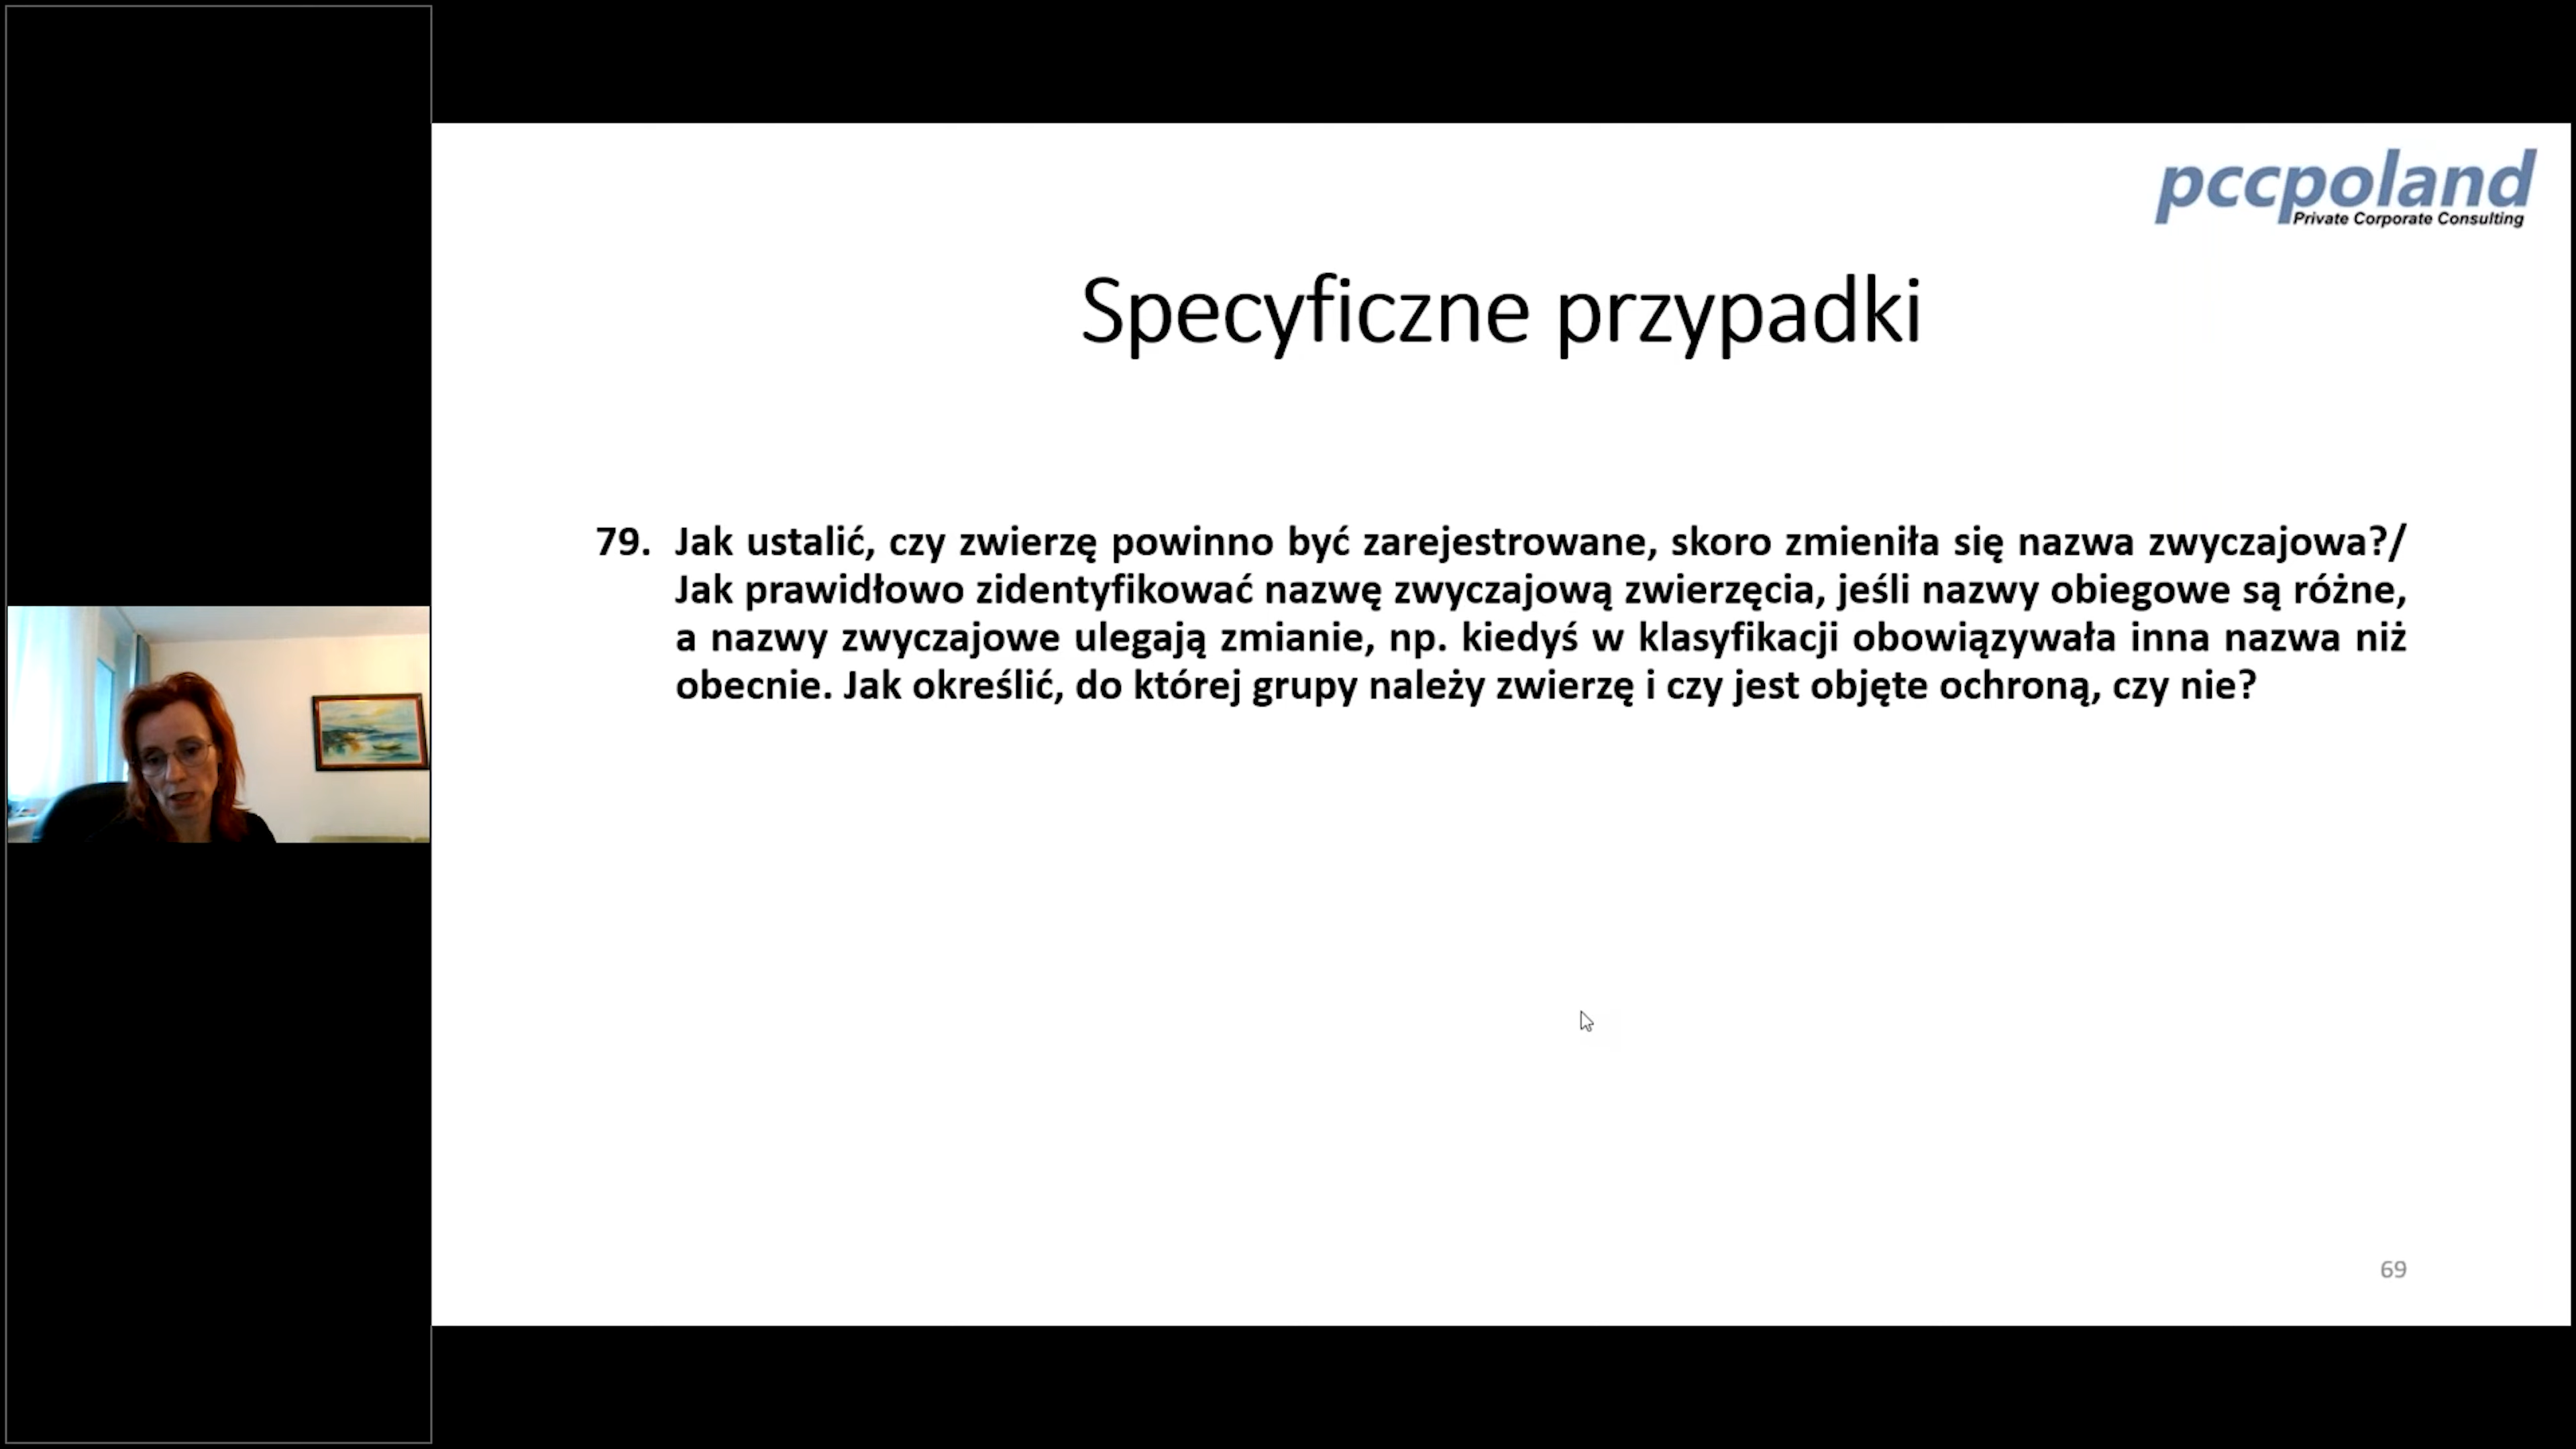 pccpoland
Private Corporate Consulting
Specyficzne przypadki
79. Jak ustalić, czy zwierzę powinno być zarejestrowane, skoro zmieniła się nazwa zwyczajowa?/
Jak prawidłowo zidentyfikować nazwę zwyczajową zwierzęcia, jeśli nazwy obiegowe są różne,
a nazwy zwyczajowe ulegają zmianie, np. kiedyś w klasyfikacji obowiązywała inna nazwa niż
obecnie. Jak określić, do której grupy należy zwierzę i czy jest objęte ochroną, czy nie?
69